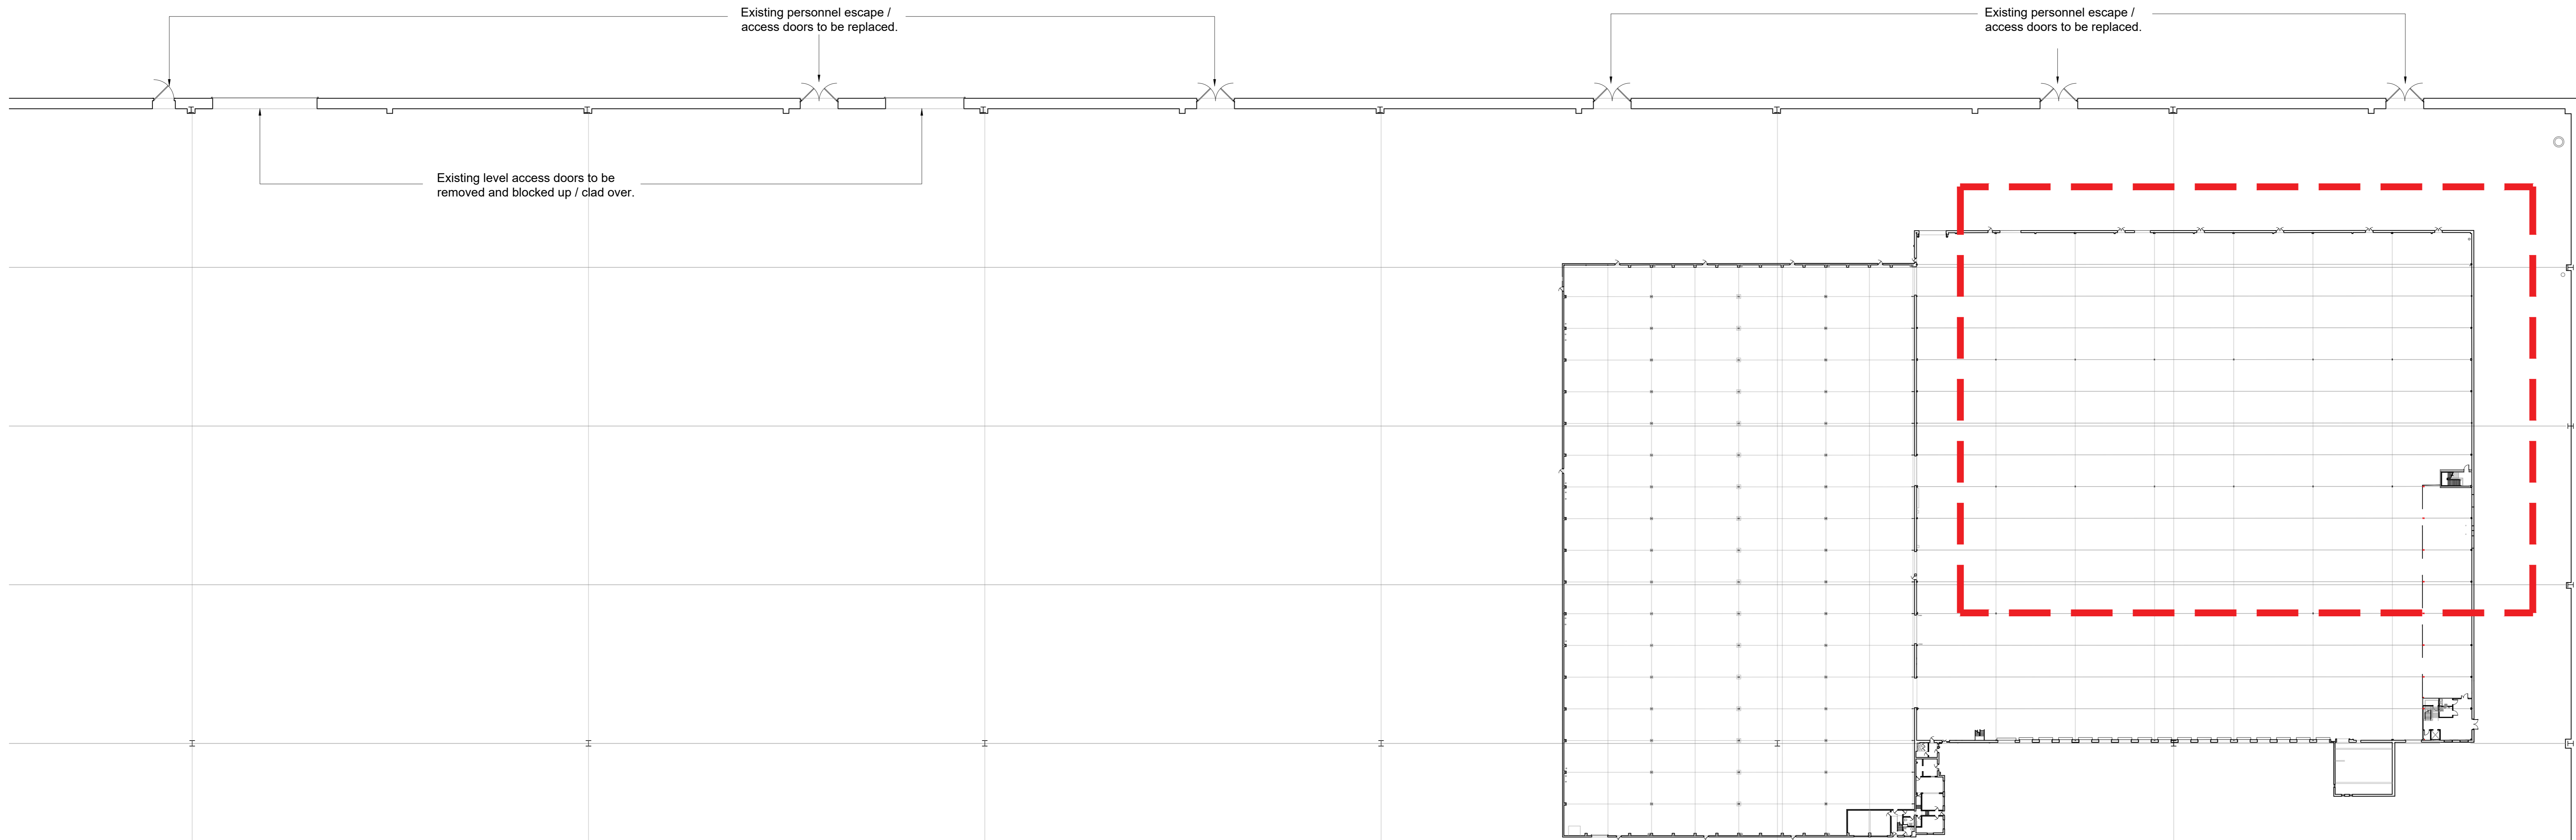 Existing personnel escape /
access doors to be replaced.
Existing personnel escape /
access doors to be replaced.
Existing level access doors to be
removed and blocked up / clad over.